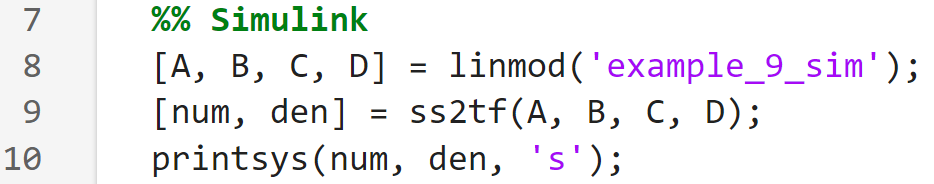 7 %% Simulink
8 [A, B, C, D] = linmod('example_9_sim');
9 [num, den] = ss2tf(A, B, C, D);
10 printsys(num, den, 's');